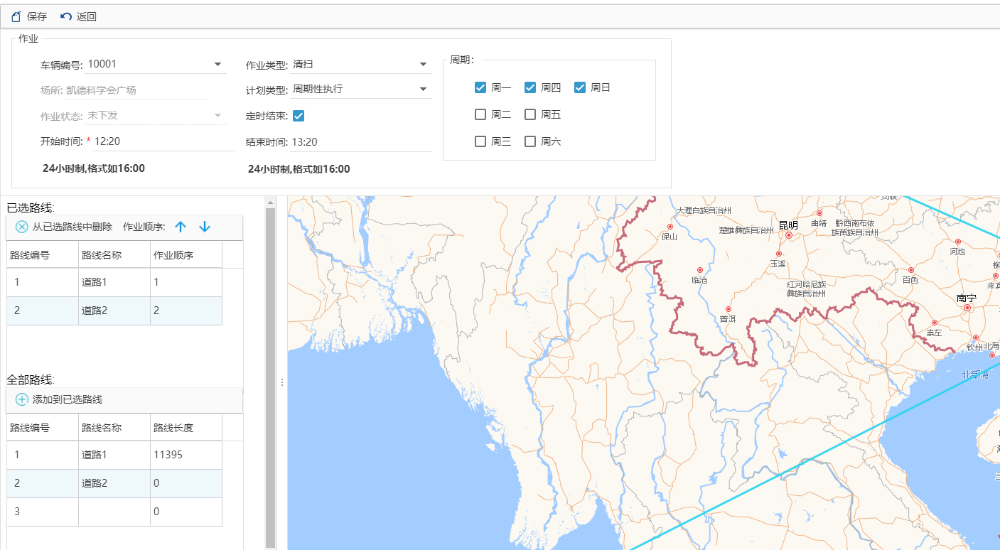 保存 返回
作业
车辆编号: 10001 作业类型: 清扫 周期:
场所: 凯德科学会广场 计划类型: 周期性执行 周一 周四 周日
作业状态: 未下发 定时结束: 周二 周五
开始时间: * 12:20 结束时间: 13:20 周三 周六
24小时制,格式如16:00 24小时制,格式如16:00
已选路线:
从已选路线中删除 作业顺序:
路线编号 路线名称 作业顺序
1 道路1 1
2 道路2 2
全部路线:
添加到已选路线
路线编号 路线名称 路线长度
1 道路1 11395
2 道路2 0
3 0
大理白族自治州
保山
楚雄彝族自治州
昆明
曲靖
黔西南布依
族苗族自治州
河池
玉溪
临沧
红河哈尼族
彝族自治州
百色
南宁
普洱
崇左
钦州
北海
北部湾